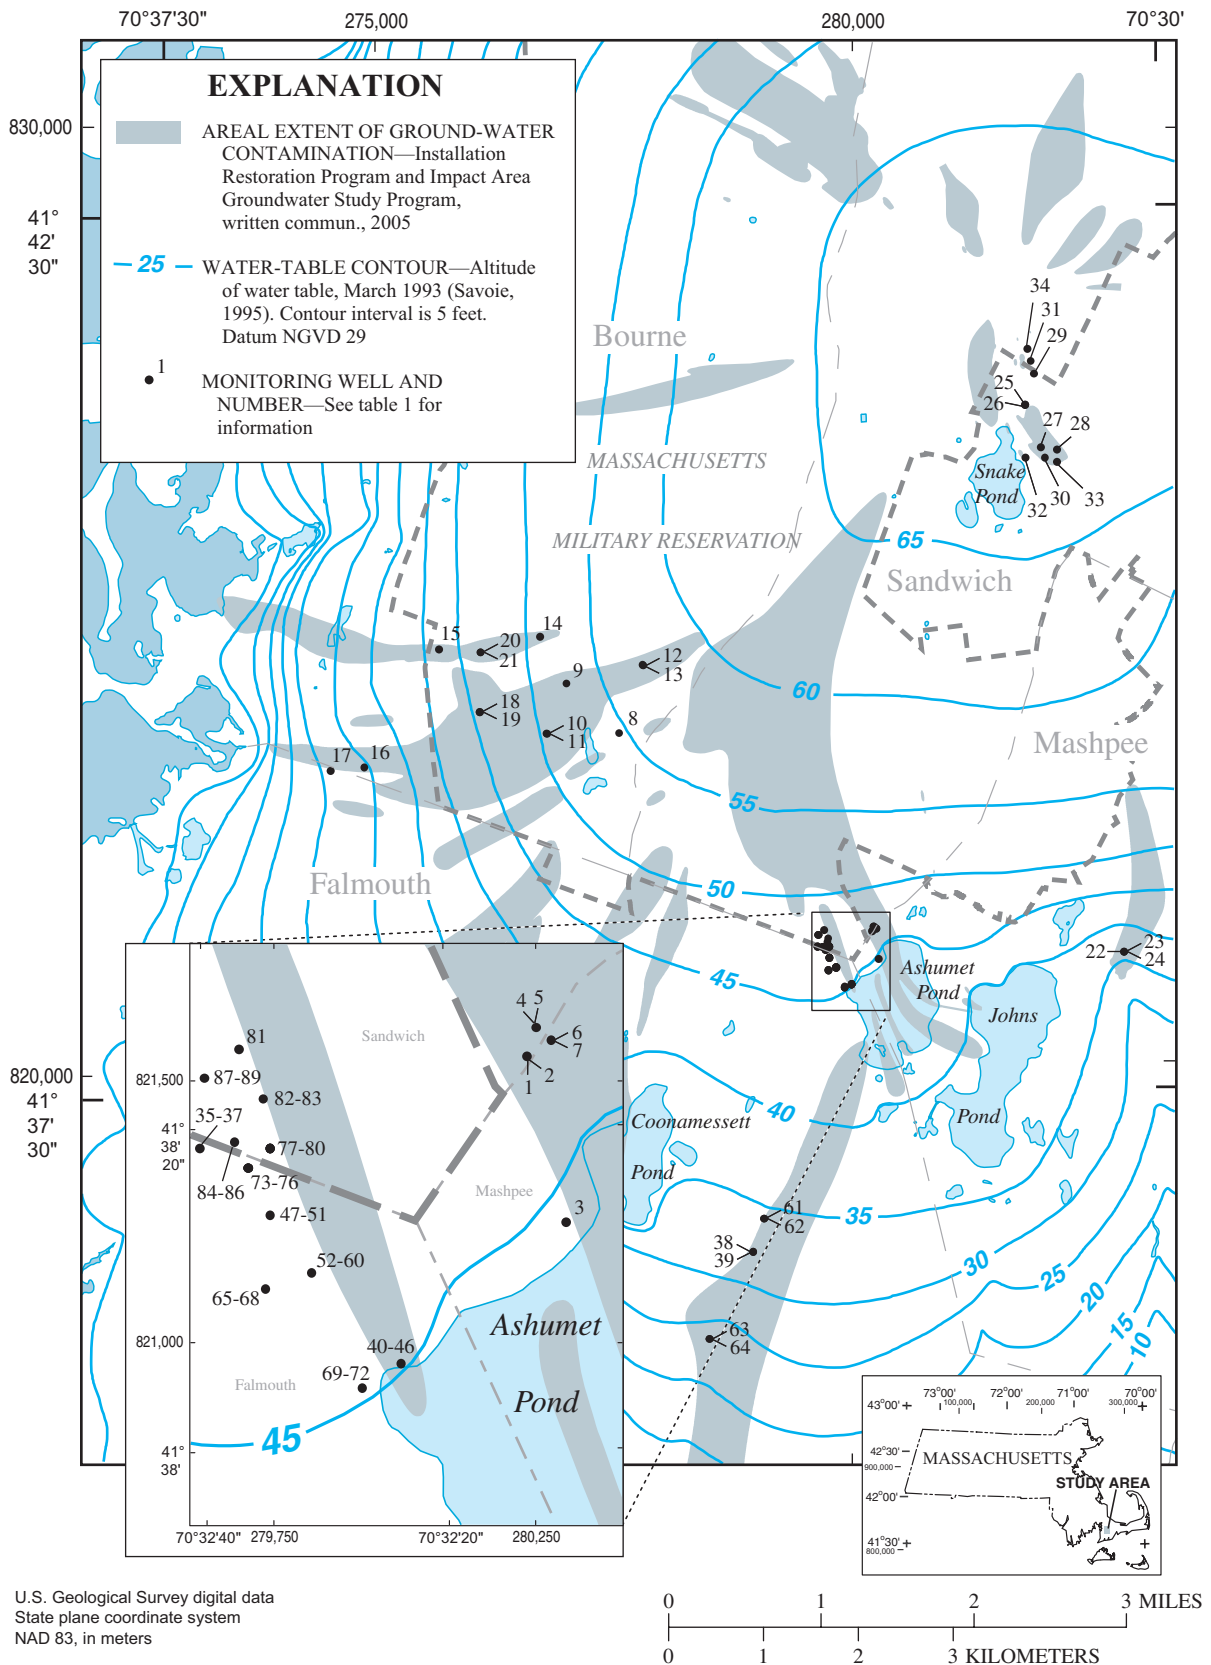 70°37'30"
275,000
280,000
70°30'
830,000
41°
42'
30"
EXPLANATION
AREAL EXTENT OF GROUND-WATER
CONTAMINATION—Installation
Restoration Program and Impact Area
Groundwater Study Program,
written commun., 2005
25
WATER-TABLE CONTOUR—Altitude
of water table, March 1993 (Savoie,
1995). Contour interval is 5 feet.
Datum NGVD 29
1
MONITORING WELL AND
NUMBER—See table 1 for
information
Bourne
34
31
29
25
26
27
28
Snake
Pond
32
30
33
MASSACHUSETTS
MILITARY RESERVATION
65
Sandwich
14
15
20
21
9
12
13
60
18
19
10
11
8
Mashpee
17
16
55
Falmouth
50
45
Ashumet
Pond
22
23
24
Johns
Pond
820,000
41°
37'
30"
40
Coonamessett
Pond
35
61
62
38
39
30
25
20
15
10
63
64
81
Sandwich
4
5
6
7
1
2
821,500
87-89
82-83
35-37
41°
38'
20"
77-80
84-86
73-76
Mashpee
47-51
3
52-60
65-68
Ashumet
Pond
821,000
40-46
69-72
Falmouth
45
41°
38'
70°32'40"
279,750
70°32'20"
280,250
73°00'
72°00'
71°00'
70°00'
43°00'
100,000
200,000
300,000
42°30'
900,000
MASSACHUSETTS
STUDY AREA
42°00'
41°30'
800,000
U.S. Geological Survey digital data
State plane coordinate system
NAD 83, in meters
0
1
2
3 MILES
0
1
2
3 KILOMETERS